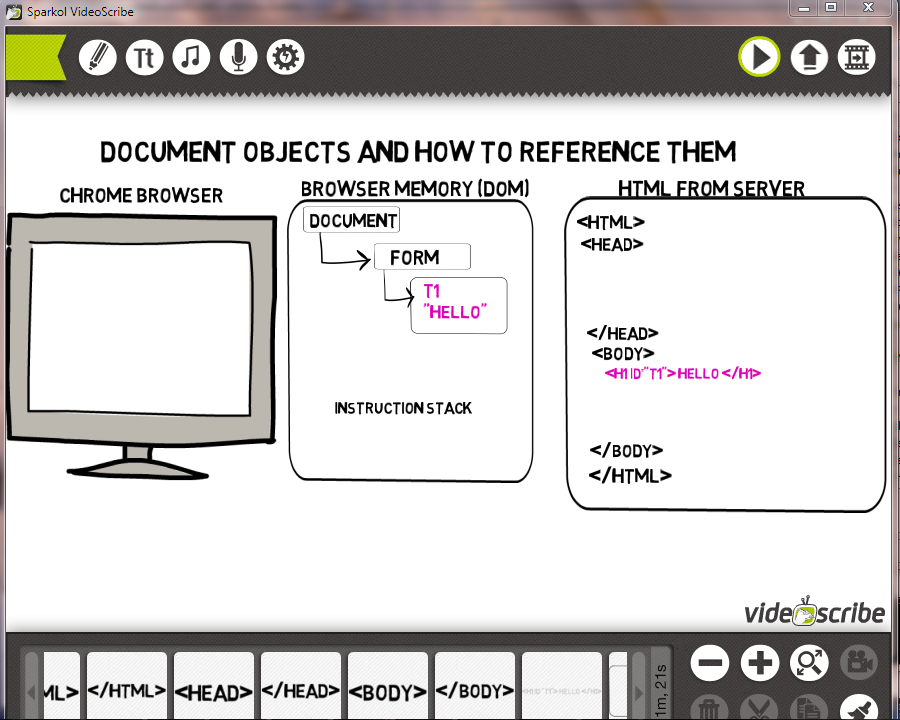 Sparkol VideoScribe
Tt
DOCUMENT OBJECTS AND HOW TO REFERENCE THEM
CHROME BROWSER
BROWSER MEMORY (DOM)
HTML FROM SERVER
DOCUMENT
FORM
T1
"HELLO"
INSTRUCTION STACK
<HTML>
<HEAD>
</HEAD>
<BODY>
<H1 ID="T1"> HELLO </H1>
</BODY>
</HTML>
videoscribe
ML>
</HTML>
<HEAD>
</HEAD>
<BODY>
</BODY>
<H1 ID="T1"> HELLO </H1>
1m, 21s